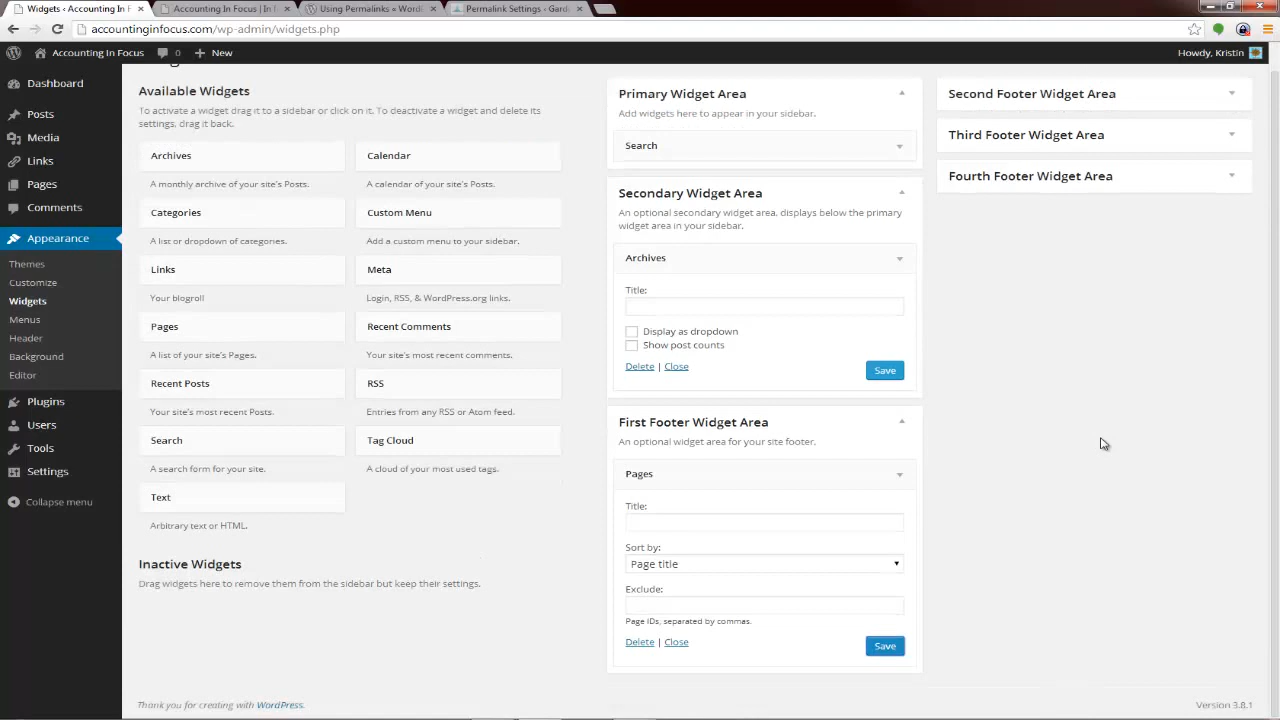 Widgets ‹ Accounting In F
Accounting In Focus | In F
Using Permalinks « WordP
Permalink Settings ‹ Gard
accountinginfocus.com/wp-admin/widgets.php
Accounting In Focus
0
+ New
Howdy, Kristin
Dashboard
Posts
Media
Links
Pages
Comments
Appearance
Themes
Customize
Widgets
Menus
Header
Background
Editor
Plugins
Users
Tools
Settings
Collapse menu
Available Widgets
To activate a widget drag it to a sidebar or click on it. To deactivate a widget and delete its
settings, drag it back.
Archives
A monthly archive of your site's Posts.
Calendar
A calendar of your site's Posts.
Categories
A list or dropdown of categories.
Custom Menu
Add a custom menu to your sidebar.
Links
Your blogroll
Meta
Login, RSS, & WordPress.org links.
Pages
A list of your site's Pages.
Recent Comments
Your site's most recent comments.
Recent Posts
Your site's most recent Posts.
RSS
Entries from any RSS or Atom feed.
Search
A search form for your site.
Tag Cloud
A cloud of your most used tags.
Text
Arbitrary text or HTML.
Inactive Widgets
Drag widgets here to remove them from the sidebar but keep their settings.
Primary Widget Area
Add widgets here to appear in your sidebar.
Search
Secondary Widget Area
An optional secondary widget area, displays below the primary
widget area in your sidebar.
Archives
Title:
Display as dropdown
Show post counts
Delete | Close
Save
First Footer Widget Area
An optional widget area for your site footer.
Pages
Title:
Sort by:
Page title
Exclude:
Page IDs, separated by commas.
Delete | Close
Save
Second Footer Widget Area
Third Footer Widget Area
Fourth Footer Widget Area
Thank you for creating with WordPress.
Version 3.8.1